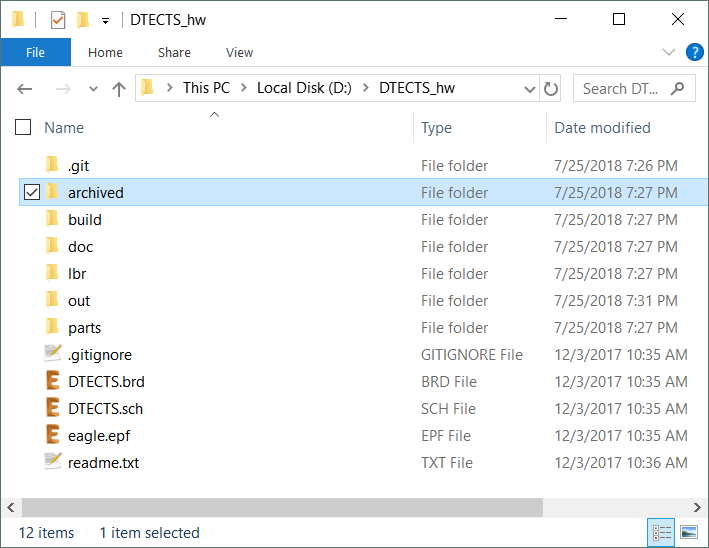 DTECTS_hw
File Home Share View
This PC Local Disk (D:) DTECTS_hw Search DT...
Name Type Date modified
.git File folder 7/25/2018 7:26 PM
archived File folder 7/25/2018 7:27 PM
build File folder 7/25/2018 7:27 PM
doc File folder 7/25/2018 7:27 PM
lbr File folder 7/25/2018 7:27 PM
out File folder 7/25/2018 7:31 PM
parts File folder 7/25/2018 7:27 PM
.gitignore GITIGNORE File 12/3/2017 10:35 AM
DTECTS.brd BRD File 12/3/2017 10:35 AM
DTECTS.sch SCH File 12/3/2017 10:35 AM
eagle.epf EPF File 12/3/2017 10:35 AM
readme.txt TXT File 12/3/2017 10:36 AM
12 items 1 item selected